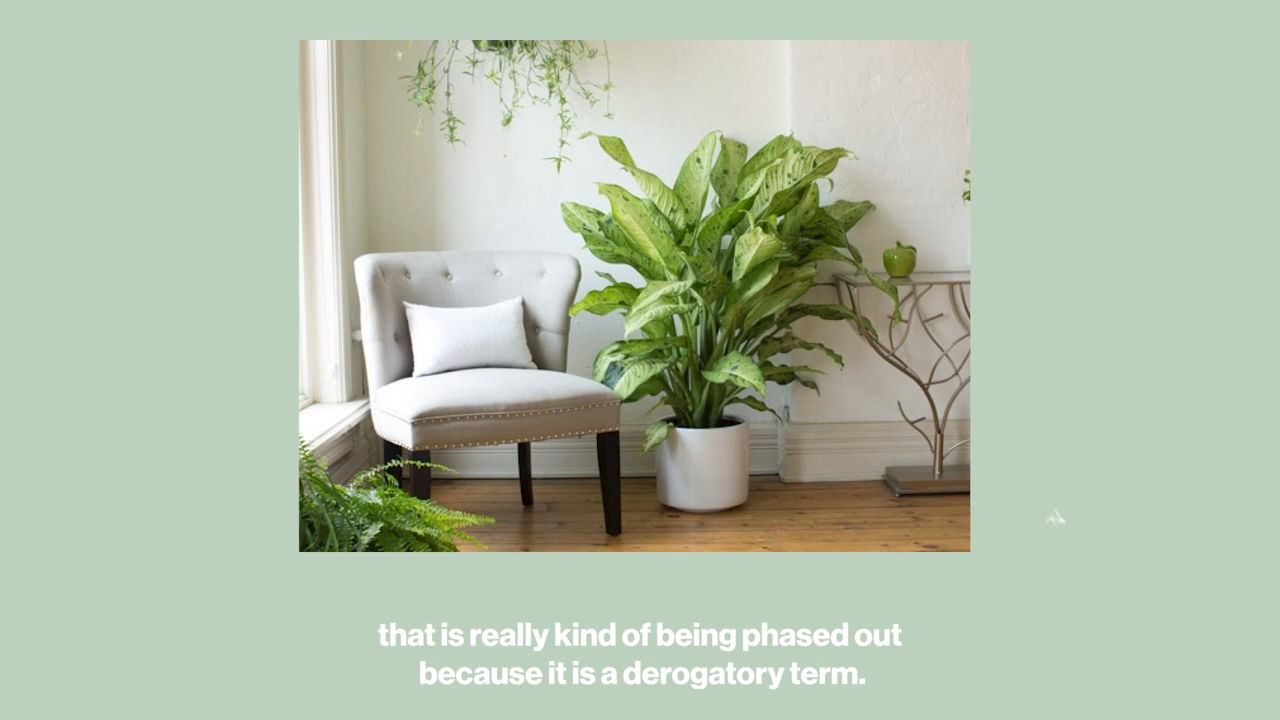 that is really kind of being phased out
because it is a derogatory term.